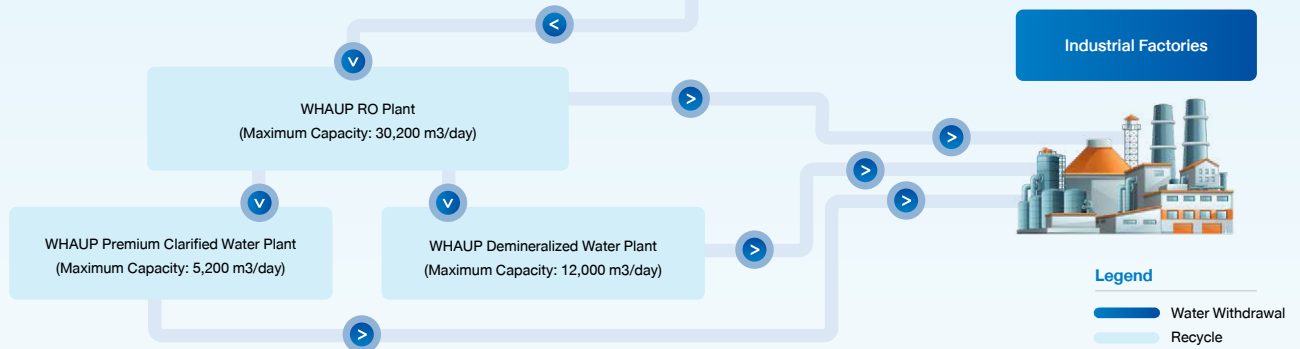 Industrial Factories
WHAUP RO Plant
(Maximum Capacity: 30,200 m3/day)
WHAUP Premium Clarified Water Plant
(Maximum Capacity: 5,200 m3/day)
WHAUP Demineralized Water Plant
(Maximum Capacity: 12,000 m3/day)
Legend
Water Withdrawal
Recycle